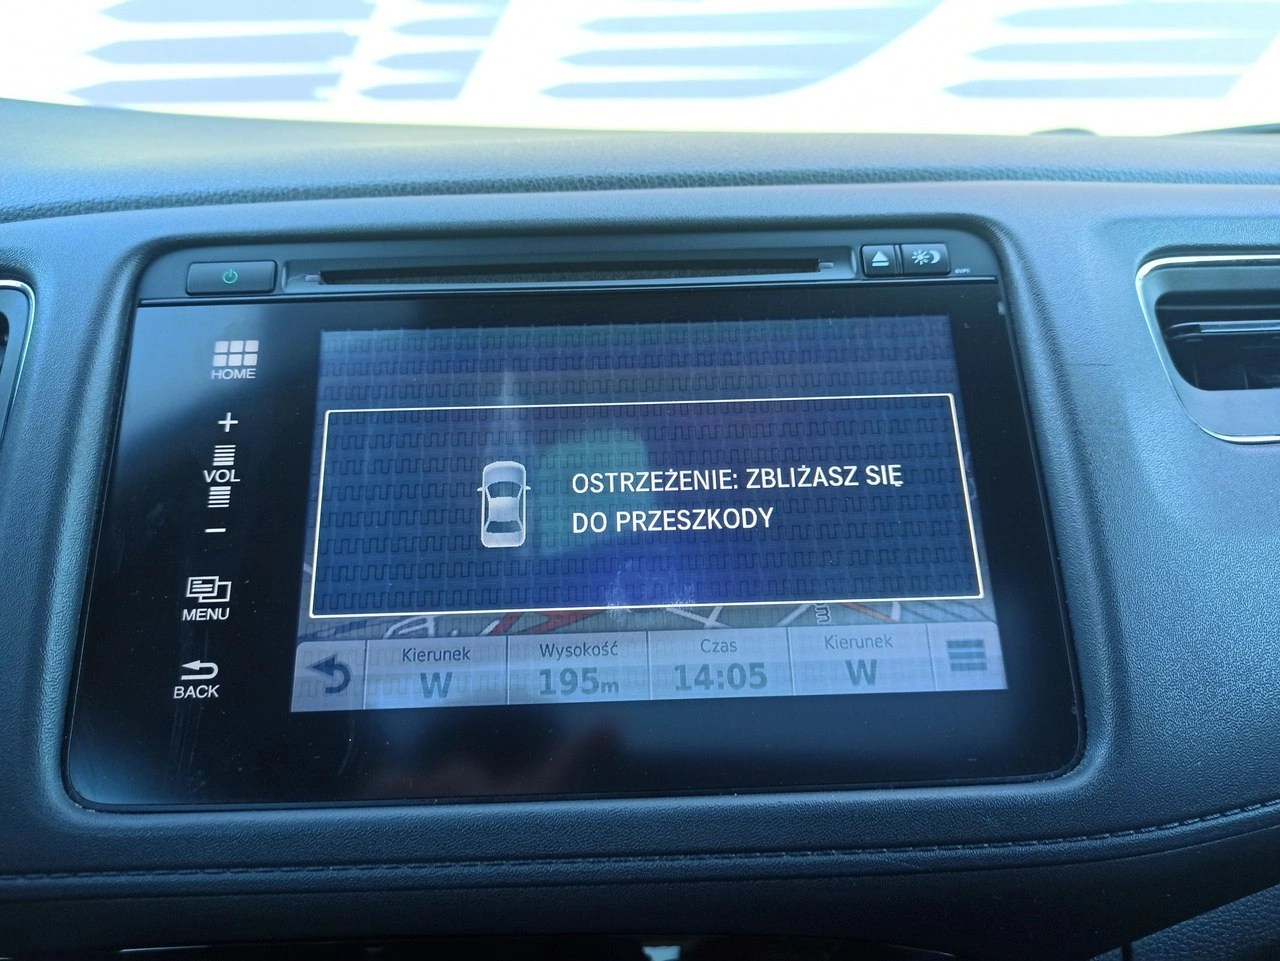 HOME
+
VOL
−
MENU
BACK
OSTRZEŻENIE: ZBLIŻASZ SIĘ
DO PRZESZKODY
Kierunek
W
Wysokość
195m
Czas
14:05
Kierunek
W